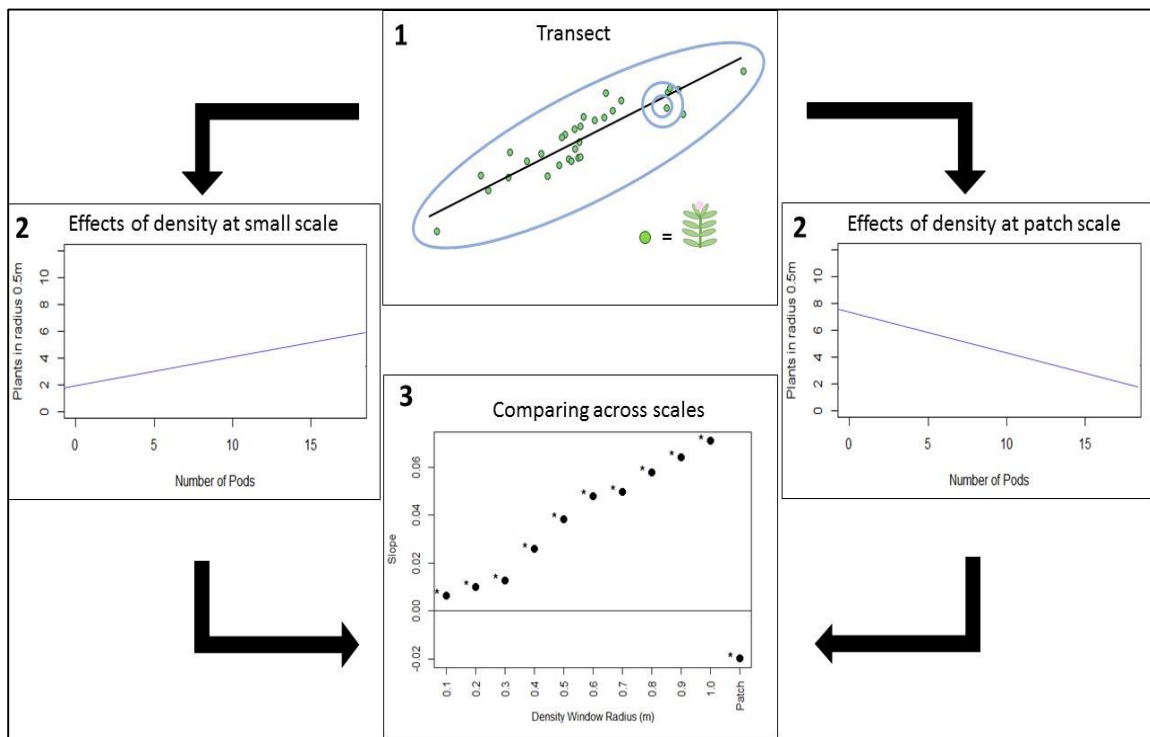 1
Transect
=
2
Effects of density at small scale
Plants in radius 0.5m
0 2 4 6 8 10
0 5 10 15
Number of Pods
2
Effects of density at patch scale
Plants in radius 0.5m
0 2 4 6 8 10
0 5 10 15
Number of Pods
3
Comparing across scales
Slope
-0.02 0.00 0.02 0.04 0.06
* * * * * * * * * * *
0.1 0.2 0.3 0.4 0.5 0.6 0.7 0.8 0.9 1.0 Patch
Density Window Radius (m)